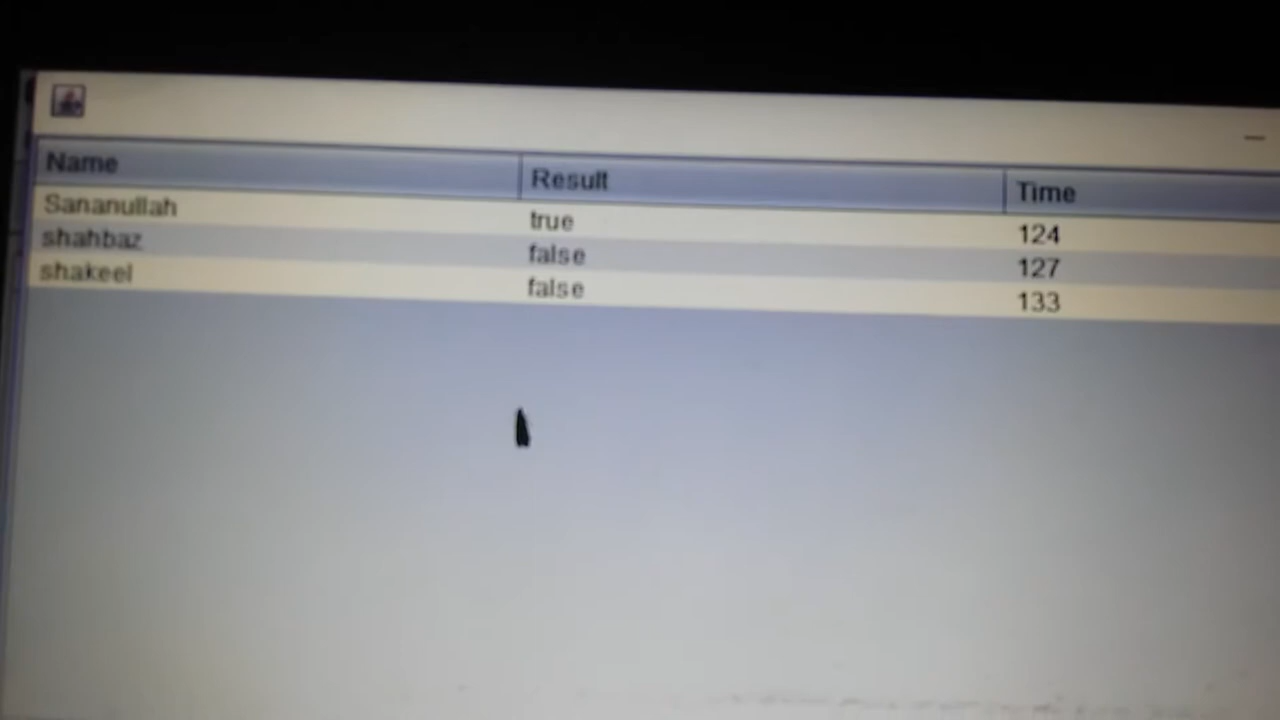 Name Result Time
Sananullah true 124
shahbaz false 127
shakeel false 133